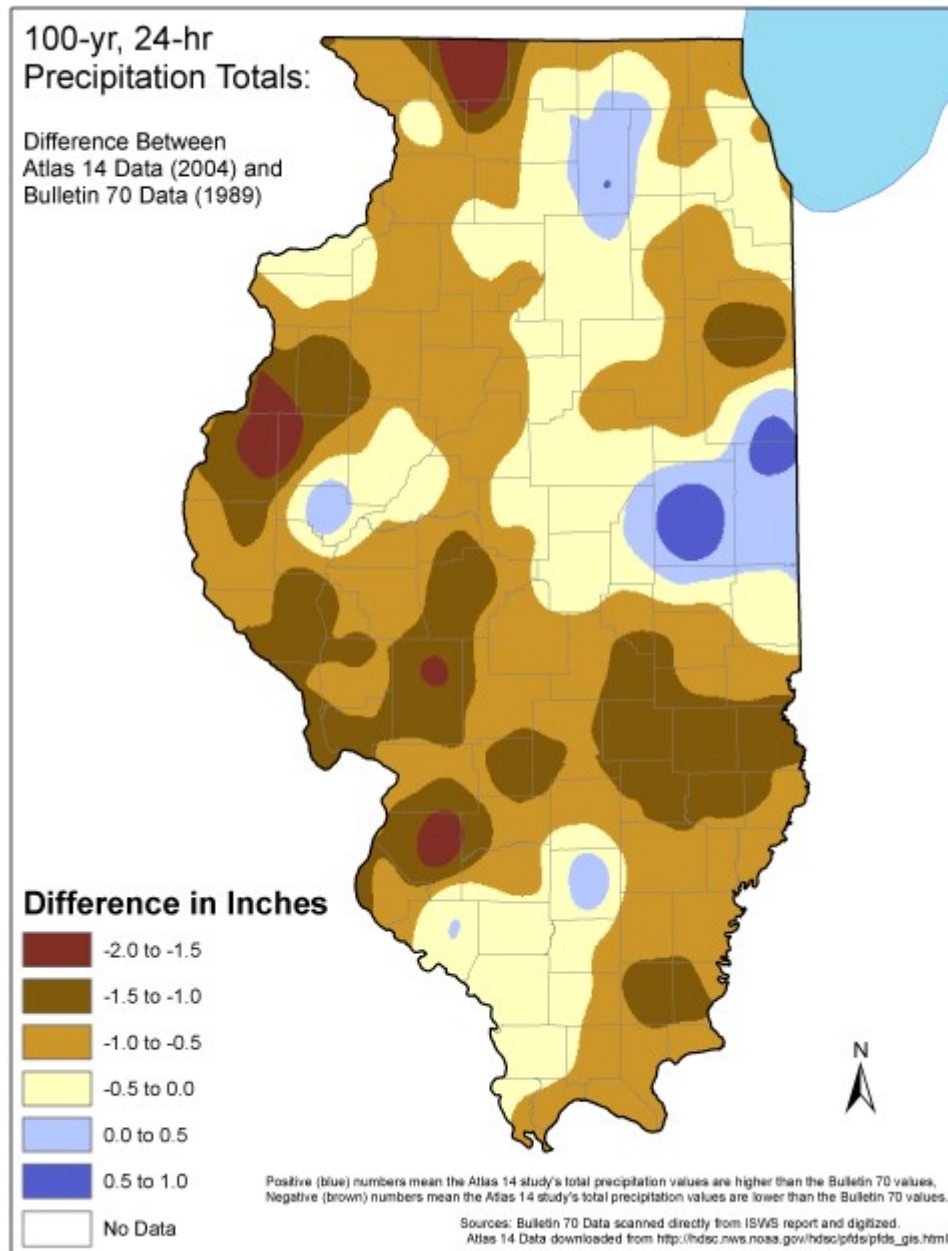 100-yr, 24-hr
Precipitation Totals:
Difference Between
Atlas 14 Data (2004) and
Bulletin 70 Data (1989)
Difference in Inches
-2.0 to -1.5
-1.5 to -1.0
-1.0 to -0.5
-0.5 to 0.0
0.0 to 0.5
0.5 to 1.0
No Data
N
Positive (blue) numbers mean the Atlas 14 study's total precipitation values are higher than the Bulletin 70 values,
Negative (brown) numbers mean the Atlas 14 study's total precipitation values are lower than the Bulletin 70 values.
Sources: Bulletin 70 Data scanned directly from ISWS report and digitized.
Atlas 14 Data downloaded from http://hdsc.nws.noaa.gov/hdsc/pfds/pfds_gis.html